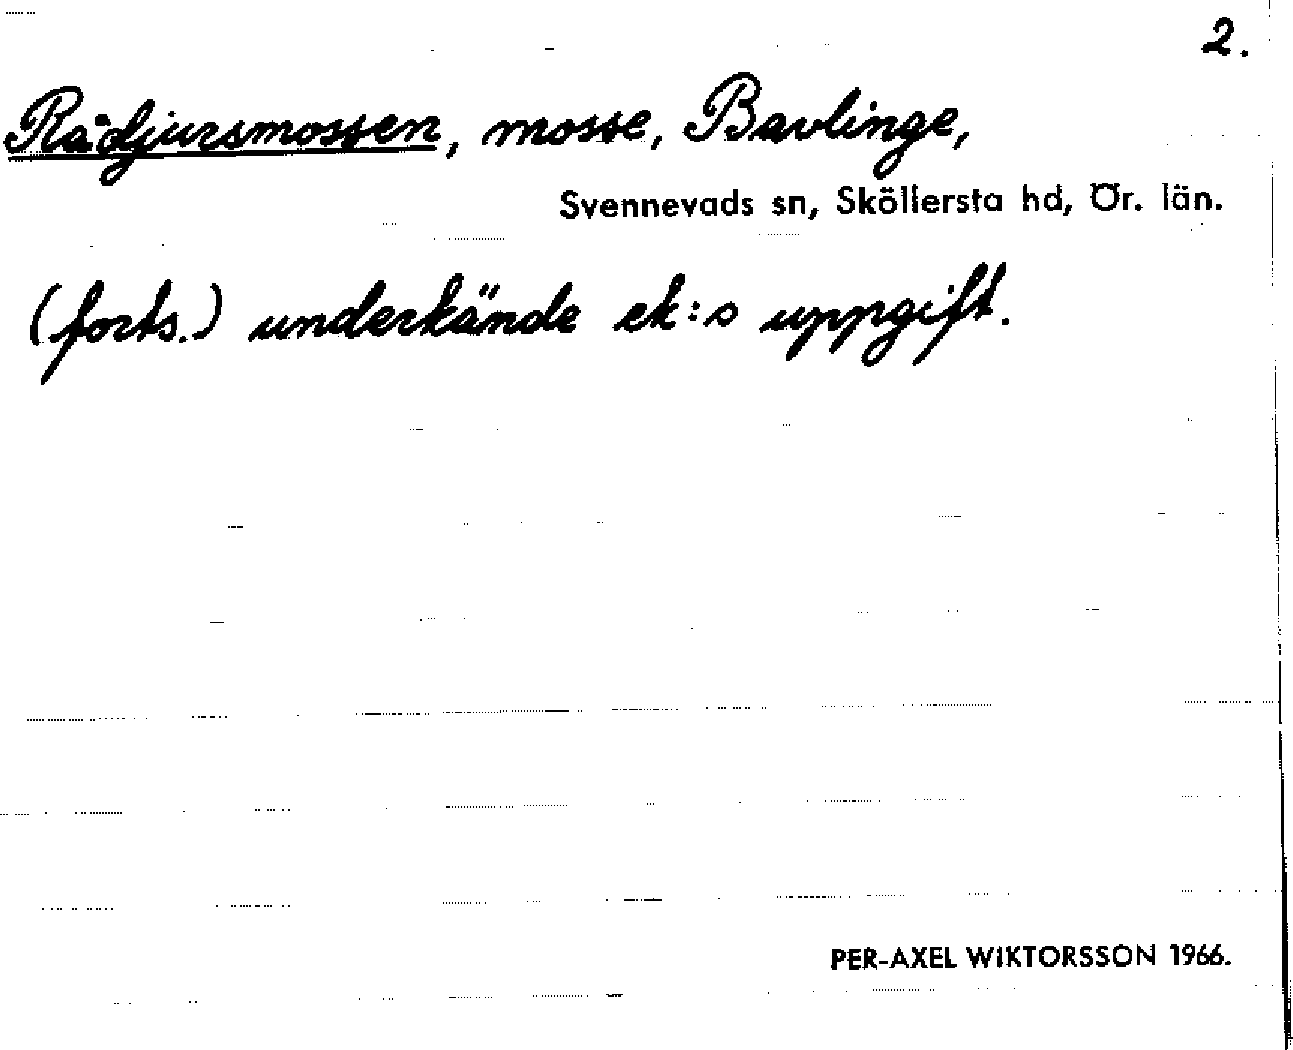 2.
Rådjursmossen, mosse, Bavlinge,
Svennevads sn, Sköllersta hd, Ör. län.
(forts.) underkände ek:s uppgift.
PER-AXEL WIKTORSSON 1966.